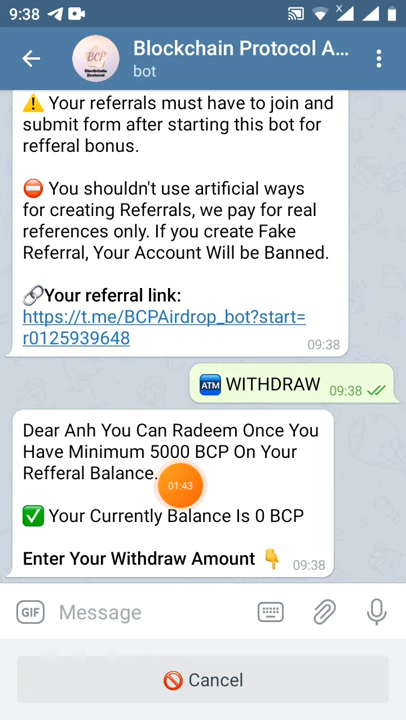 9:38
BCP
Blockchain Protocol A...
bot
⚠️ Your referrals must have to join and
submit form after starting this bot for
refferal bonus.
⛔ You shouldn't use artificial ways
for creating Referrals, we pay for real
references only. If you create Fake
Referral, Your Account Will be Banned.
🔗Your referral link:
https://t.me/BCPAirdrop_bot?start=
r0125939648
09:38
🏧 WITHDRAW 09:38
Dear Anh You Can Radeem Once You
Have Minimum 5000 BCP On Your
Refferal Balance.
01:43
✅ Your Currently Balance Is 0 BCP
Enter Your Withdraw Amount 👇
09:38
GIF Message
🚫 Cancel